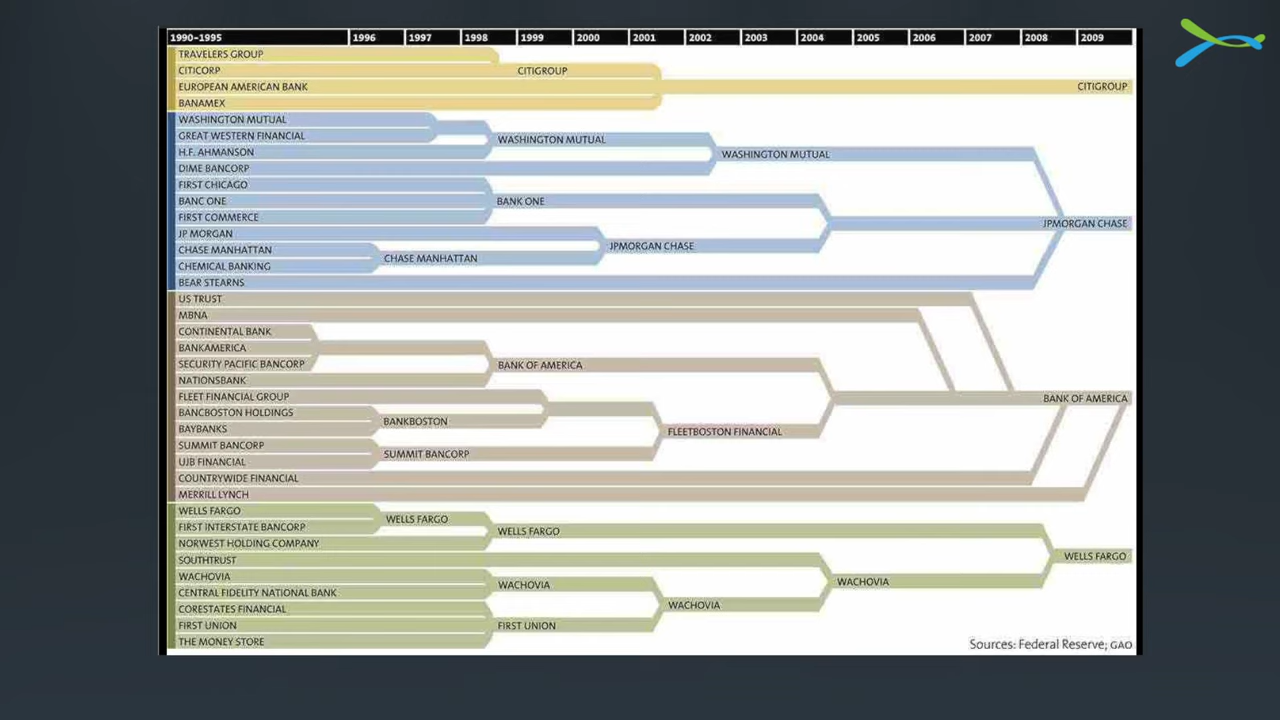 1990–1995 1996 1997 1998 1999 2000 2001 2002 2003 2004 2005 2006 2007 2008 2009
TRAVELERS GROUP
CITICORP CITIGROUP
EUROPEAN AMERICAN BANK CITIGROUP
BANAMEX
WASHINGTON MUTUAL
GREAT WESTERN FINANCIAL WASHINGTON MUTUAL
H.F. AHMANSON WASHINGTON MUTUAL
DIME BANCORP
FIRST CHICAGO
BANC ONE BANK ONE
FIRST COMMERCE JPMORGAN CHASE
JP MORGAN
CHASE MANHATTAN JPMORGAN CHASE
CHASE MANHATTAN
CHEMICAL BANKING
BEAR STEARNS
US TRUST
MBNA
CONTINENTAL BANK
BANKAMERICA
SECURITY PACIFIC BANCORP BANK OF AMERICA
NATIONSBANK
FLEET FINANCIAL GROUP BANK OF AMERICA
BANCBOSTON HOLDINGS
BANKBOSTON
BAYBANKS FLEETBOSTON FINANCIAL
SUMMIT BANCORP
SUMMIT BANCORP
UJB FINANCIAL
COUNTRYWIDE FINANCIAL
MERRILL LYNCH
WELLS FARGO
WELLS FARGO
FIRST INTERSTATE BANCORP WELLS FARGO
NORWEST HOLDING COMPANY
SOUTHTRUST WELLS FARGO
WACHOVIA WACHOVIA WACHOVIA
CENTRAL FIDELITY NATIONAL BANK
CORESTATES FINANCIAL WACHOVIA
FIRST UNION FIRST UNION
THE MONEY STORE
Sources: Federal Reserve; GAO